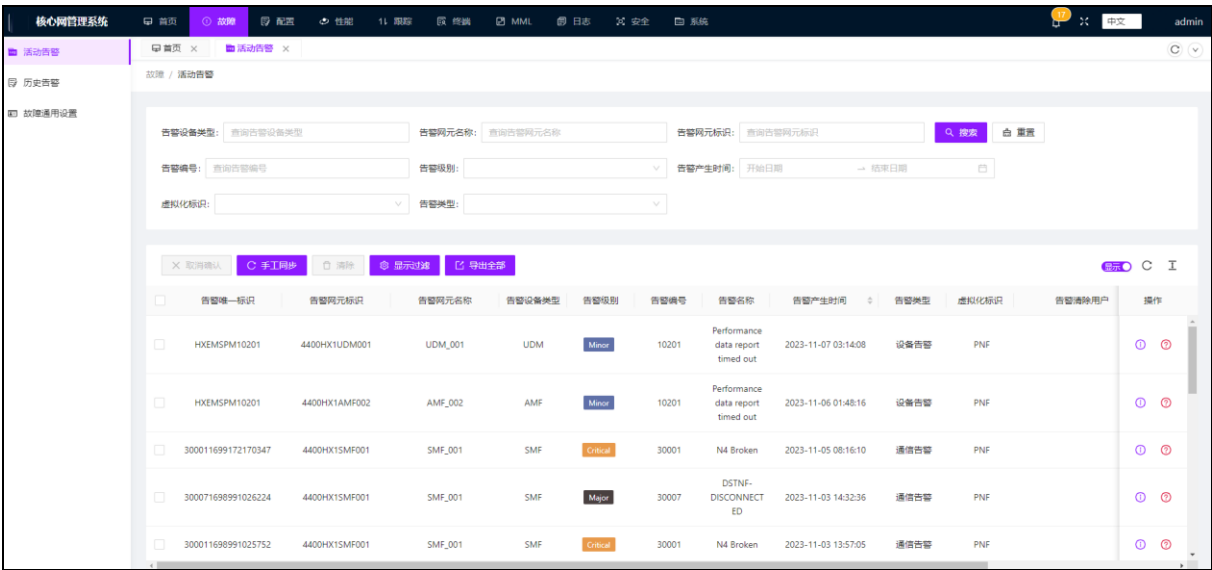 核心网管理系统 首页 故障 配置 性能 跟踪 终端 MML 日志 安全 系统 17 中文 admin
活动告警 首页 × 活动告警 ×
历史告警 故障 / 活动告警
故障通用设置
告警设备类型: 查询告警设备类型 告警网元名称: 查询告警网元名称 告警网元标识: 查询告警网元标识 搜索 重置
告警编号: 查询告警编号 告警级别: 告警产生时间: 开始日期 → 结束日期
虚拟化标识: 告警类型:
取消确认 手工同步 清除 显示过滤 导出全部 显示
告警唯一标识 告警网元标识 告警网元名称 告警设备类型 告警级别 告警编号 告警名称 告警产生时间 告警类型 虚拟化标识 告警清除用户 操作
HXEMSPM10201 4400HX1UDM001 UDM_001 UDM Minor 10201 Performance data report timed out 2023-11-07 03:14:08 设备告警 PNF
HXEMSPM10201 4400HX1AMF002 AMF_002 AMF Minor 10201 Performance data report timed out 2023-11-06 01:48:16 设备告警 PNF
300011699172170347 4400HX1SMF001 SMF_001 SMF Critical 30001 N4 Broken 2023-11-05 08:16:10 通信告警 PNF
300071698991026224 4400HX1SMF001 SMF_001 SMF Major 30007 DSTNF-DISCONNECTED 2023-11-03 14:32:36 通信告警 PNF
300011698991025752 4400HX1SMF001 SMF_001 SMF Critical 30001 N4 Broken 2023-11-03 13:57:05 通信告警 PNF